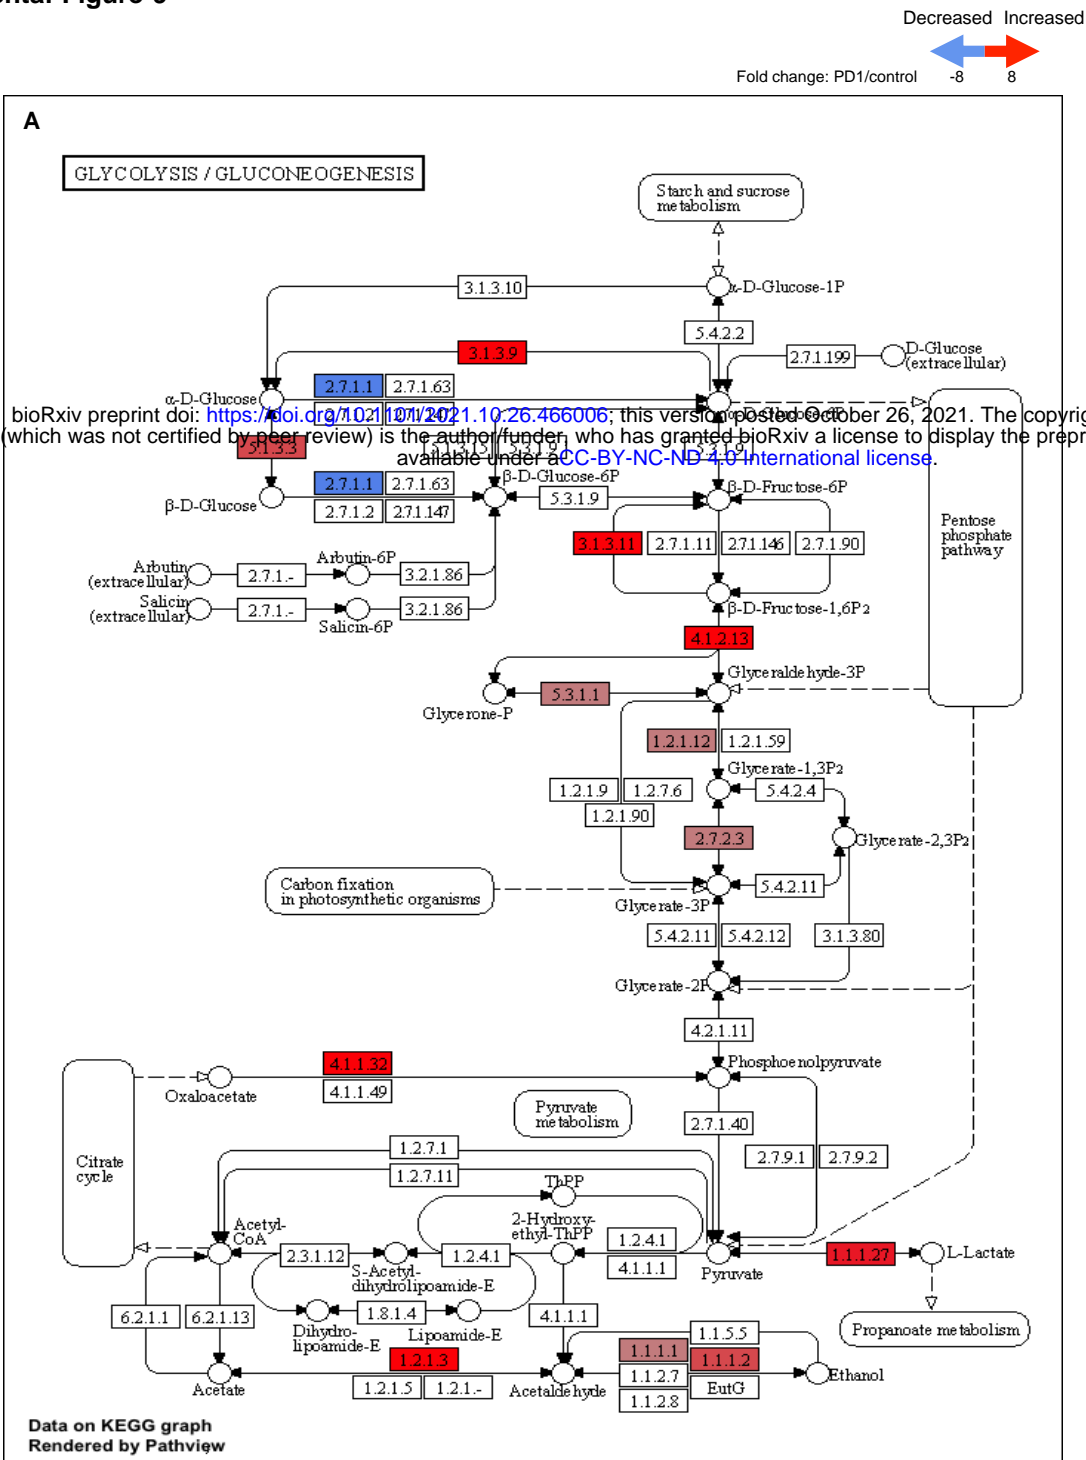 Decreased Increased
Fold change: PD1/control -8 8
A
GLYCOLYSIS / GLUCONEOGENESIS
Starch and sucrose
metabolism
3.1.3.10
α-D-Glucose-1P
5.4.2.2
3.1.3.9
2.7.1.199
D-Glucose
(extracellular)
α-D-Glucose
2.7.1.1
2.7.1.63
bioRxiv preprint doi: https://doi.org/10.1101/2021.10.26.466006; this version posted October 26, 2021. The
(which was not certified by peer review) is the author/funder, who has granted bioRxiv a license to display the
available under aCC-BY-NC-ND 4.0 International license.
5.1.3.3
β-D-Glucose
2.7.1.1
2.7.1.63
2.7.1.2
2.7.1.147
β-D-Glucose-6P
5.3.1.9
β-D-Fructose-6P
Pentose
phosphate
pathway
3.1.3.11
2.7.1.11
2.7.1.146
2.7.1.90
Arbutin
(extracellular)
2.7.1.-
Arbutin-6P
3.2.1.86
Salicin
(extracellular)
2.7.1.-
Salicin-6P
3.2.1.86
β-D-Fructose-1,6P2
4.1.2.13
Glyceraldehyde-3P
5.3.1.1
Glycerone-P
1.2.1.12
1.2.1.59
Glycerate-1,3P2
1.2.1.9
1.2.7.6
5.4.2.4
1.2.1.90
2.7.2.3
Glycerate-2,3P2
Carbon fixation
in photosynthetic organisms
5.4.2.11
Glycerate-3P
5.4.2.11
5.4.2.12
3.1.3.80
Glycerate-2P
4.2.1.11
4.1.1.32
Phosphoenolpyruvate
Oxaloacetate
4.1.1.49
Pyruvate
metabolism
2.7.1.40
Citrate
cycle
1.2.7.1
2.7.9.1
2.7.9.2
1.2.7.11
ThPP
Acetyl-
CoA
2-Hydroxy-
ethyl-ThPP
2.3.1.12
1.2.4.1
1.2.4.1
1.1.1.27
L-Lactate
S-Acetyl-
dihydrolipoamide-E
4.1.1.1
Pyruvate
6.2.1.1
6.2.1.13
1.8.1.4
4.1.1.1
Dihydro-
lipoamide-E
Lipoamide-E
Propanoate metabolism
1.1.5.5
1.1.1.1
1.2.1.3
1.1.1.2
1.1.2.7
Ethanol
Acetate
1.2.1.5
1.2.1.-
Acetaldehyde
EutG
1.1.2.8
Data on KEGG graph
Rendered by Pathview